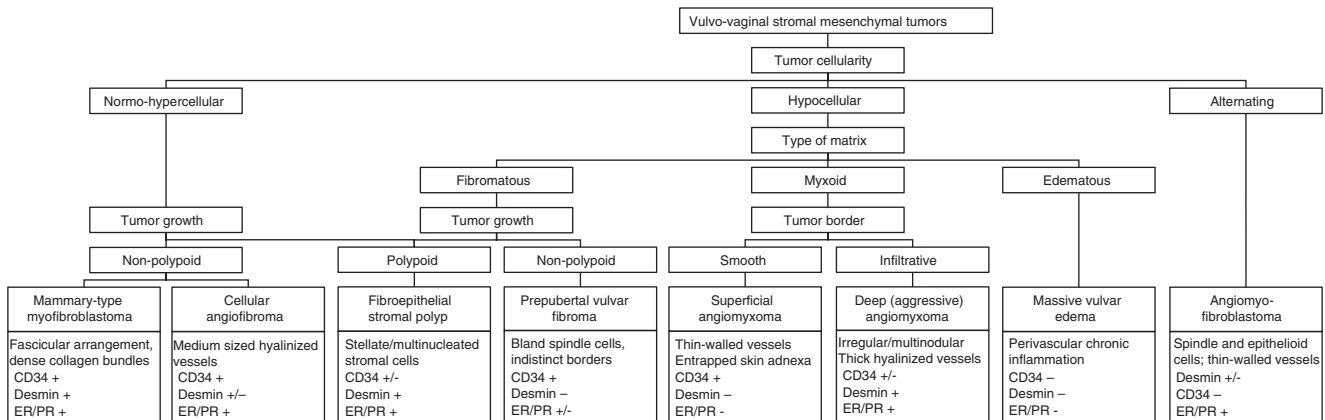 Vulvo-vaginal stromal mesenchymal tumors
Tumor cellularity
Normo-hypercellular
Hypocellular
Alternating
Type of matrix
Fibromatous
Myxoid
Edematous
Tumor growth
Tumor growth
Tumor border
Non-polypoid
Polypoid
Non-polypoid
Smooth
Infiltrative
Mammary-type
myofibroblastoma
Fascicular arrangement,
dense collagen bundles
CD34 +
Desmin +
ER/PR +
Cellular
angiofibroma
Medium sized hyalinized
vessels
CD34 +
Desmin +/–
ER/PR +
Fibroepithelial
stromal polyp
Stellate/multinucleated
stromal cells
CD34 +/-
Desmin +
ER/PR +
Prepubertal vulvar
fibroma
Bland spindle cells,
indistinct borders
CD34 +
Desmin –
ER/PR +/-
Superficial
angiomyxoma
Thin-walled vessels
Entrapped skin adnexa
CD34 +
Desmin –
ER/PR -
Deep (aggressive)
angiomyxoma
Irregular/multinodular
Thick hyalinized vessels
CD34 +/-
Desmin +
ER/PR +
Massive vulvar
edema
Perivascular chronic
inflammation
CD34 –
Desmin –
ER/PR -
Angiomyo-
fibroblastoma
Spindle and epithelioid
cells; thin-walled vessels
Desmin +/-
CD34 –
ER/PR +